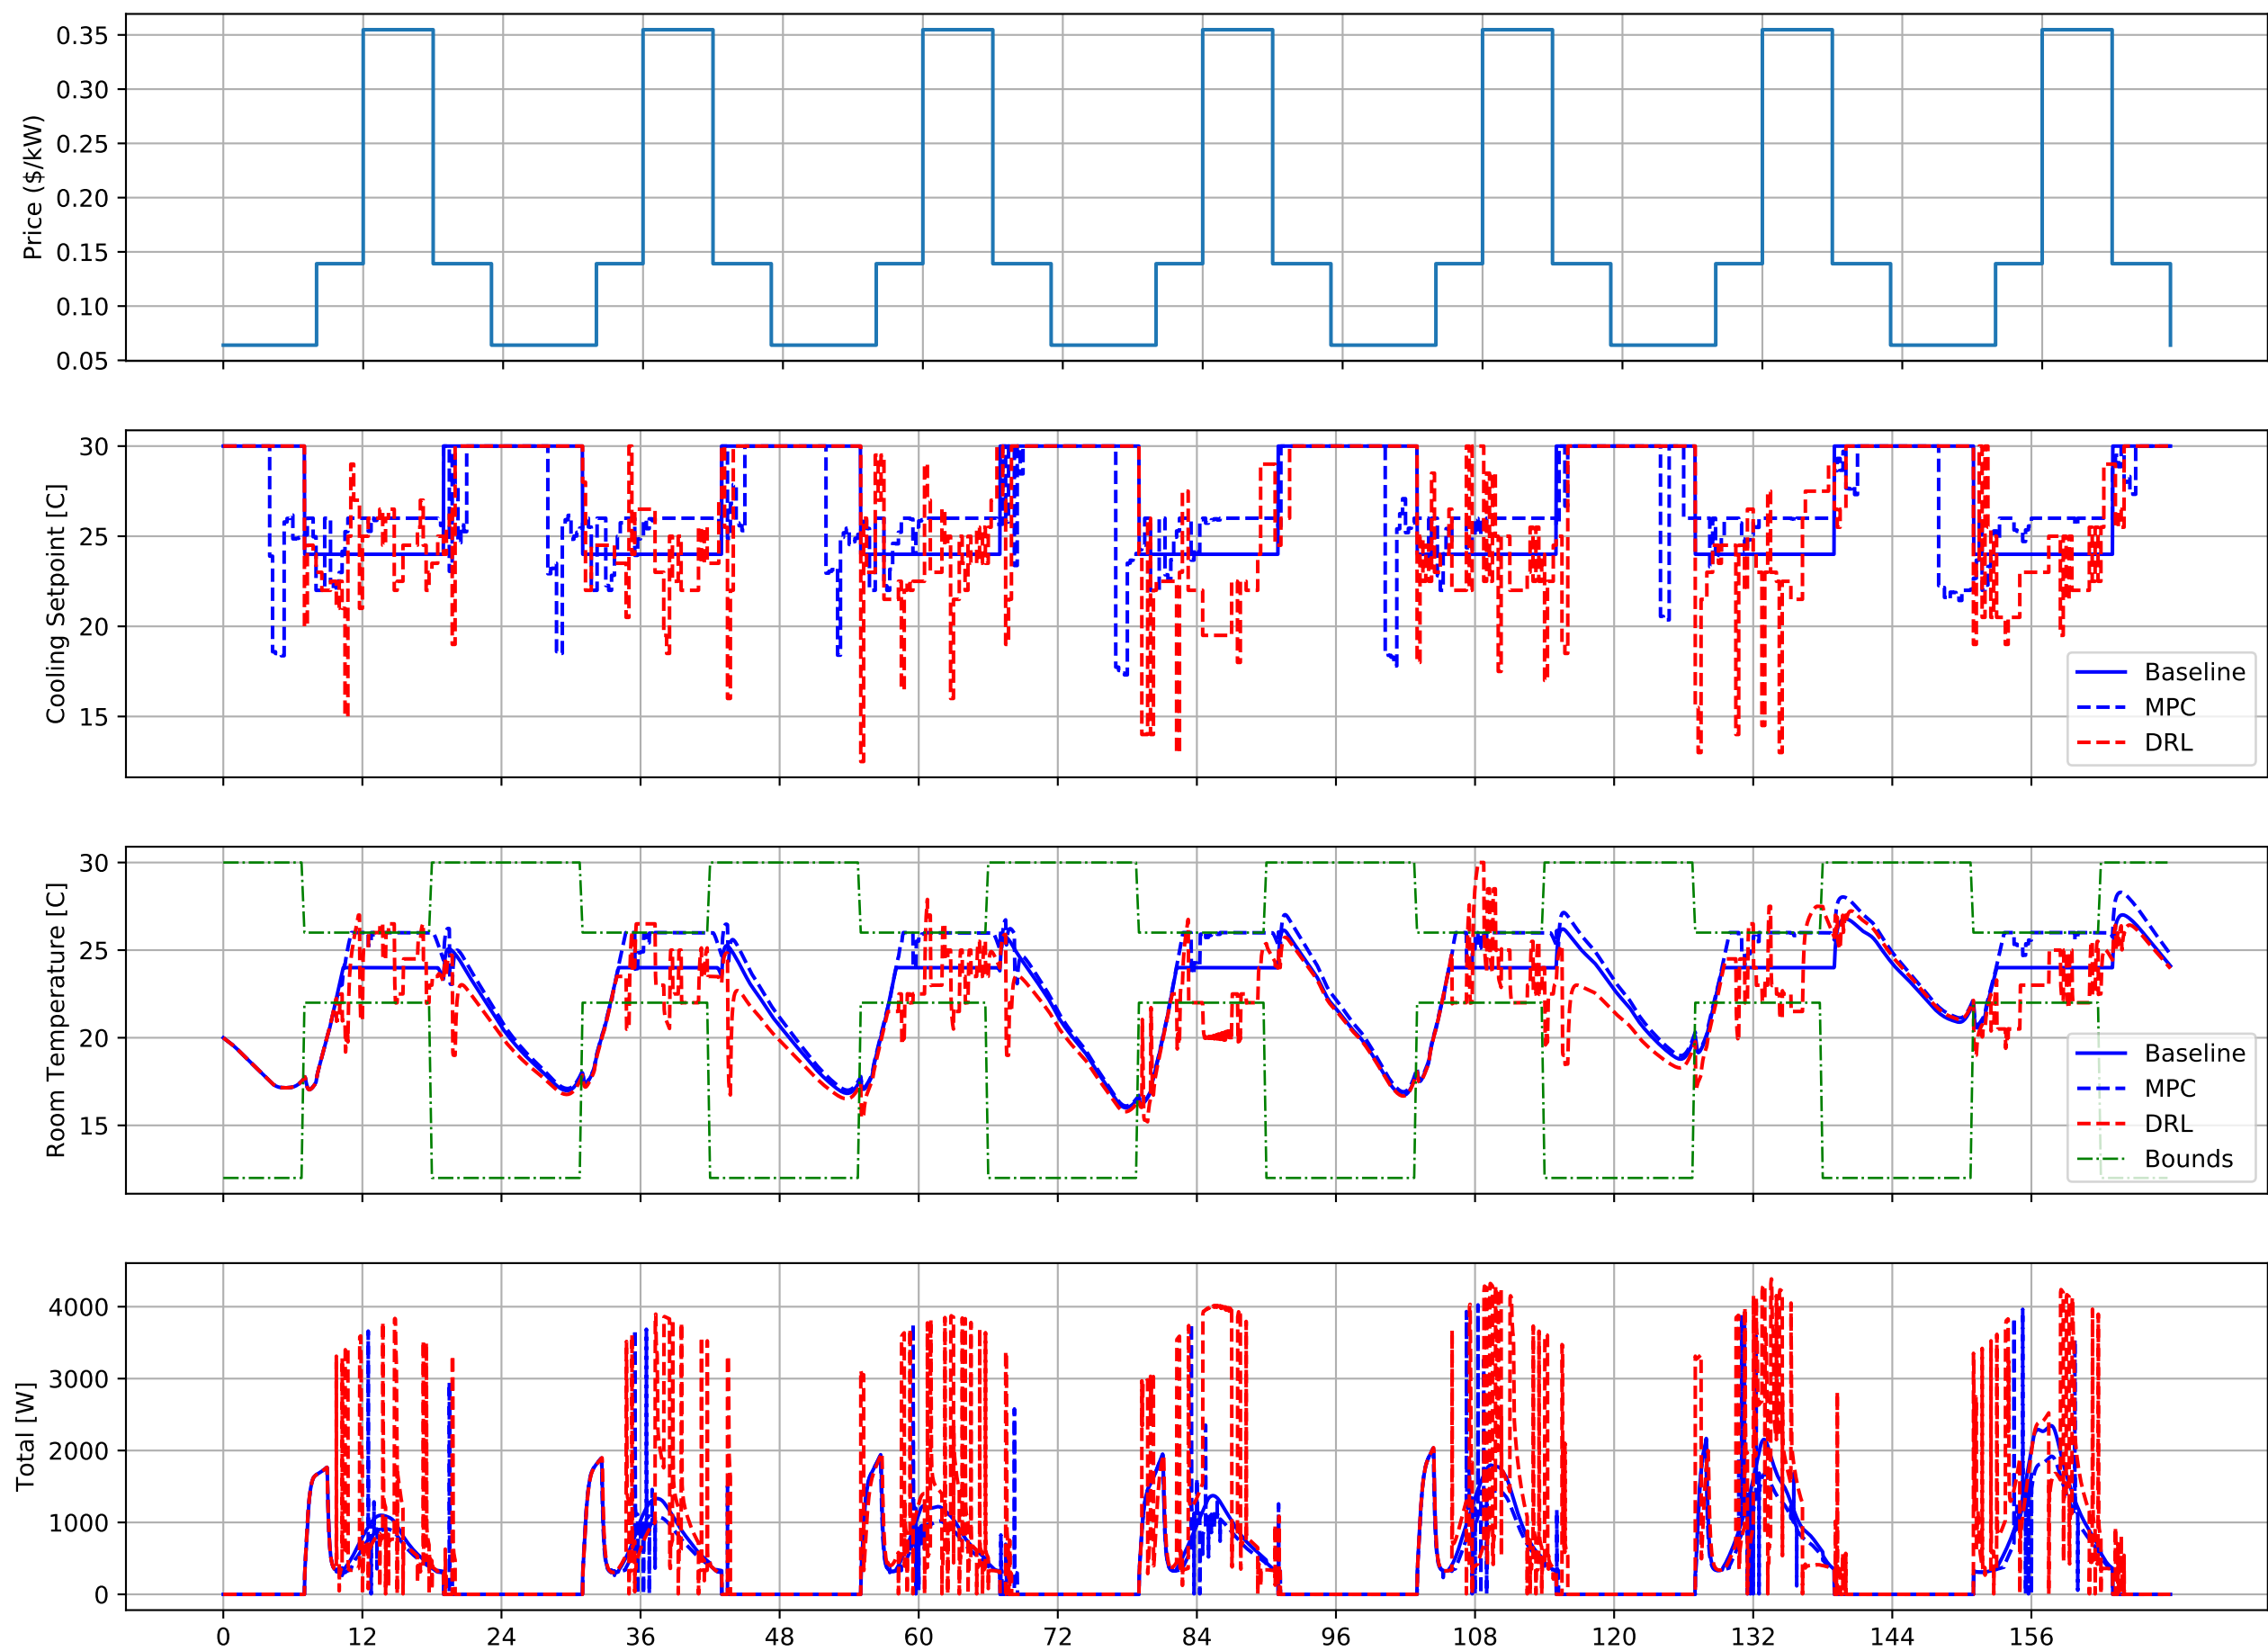 Price ($/kW)
0.35
0.30
0.25
0.20
0.15
0.10
0.05
Cooling Setpoint [C]
30
25
20
15
Baseline
MPC
DRL
Room Temperature [C]
30
25
20
15
Baseline
MPC
DRL
Bounds
Total [W]
4000
3000
2000
1000
0
0 12 24 36 48 60 72 84 96 108 120 132 144 156